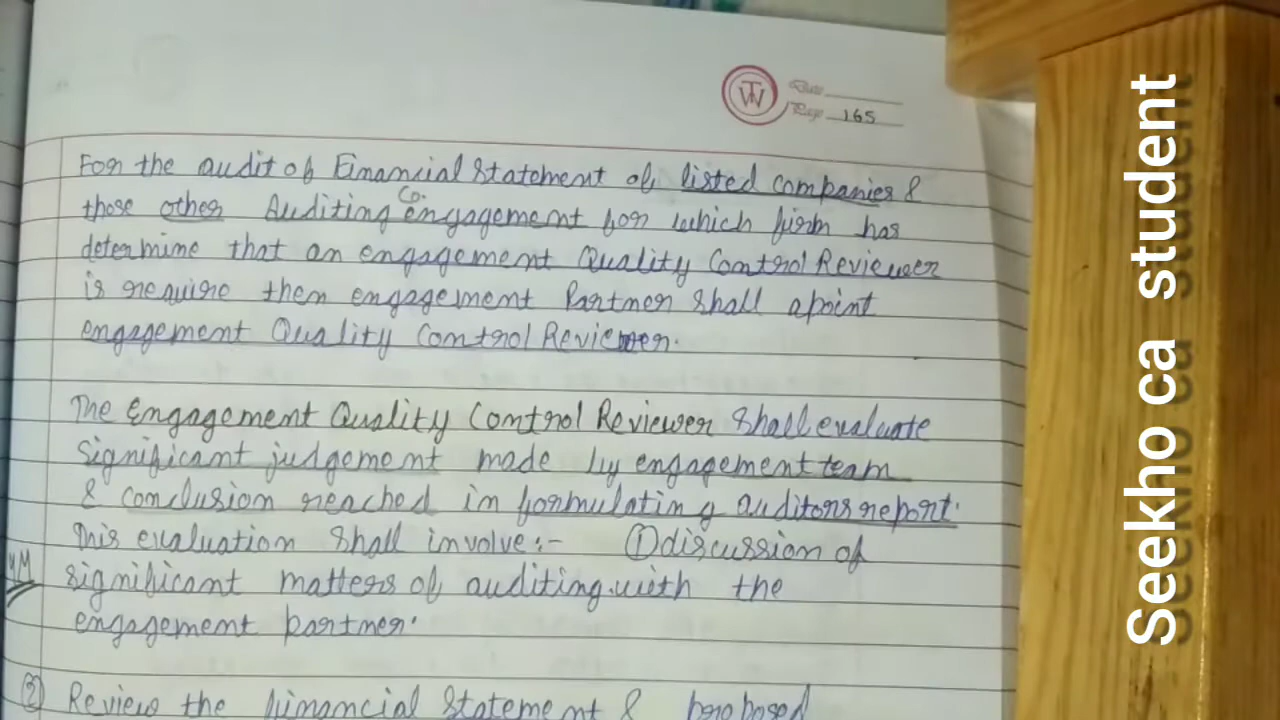 Date
Page 165
For the audit of Financial Statement of listed companies &
Co.
those other Auditing engagement for which firm has
determine that an engagement Quality Control Reviewer
is require then engagement Partner shall apoint
engagement Quality Control Reviewer.
The Engagement Quality Control Reviewer shall evaluate
significant judgement made by engagement team
& conclusion reached in formulating auditors report.
This evaluation shall involve:- ① discussion of
4M
significant matters of auditing with the
engagement partner.
② Review the financial statement & proposed
Seekho ca student